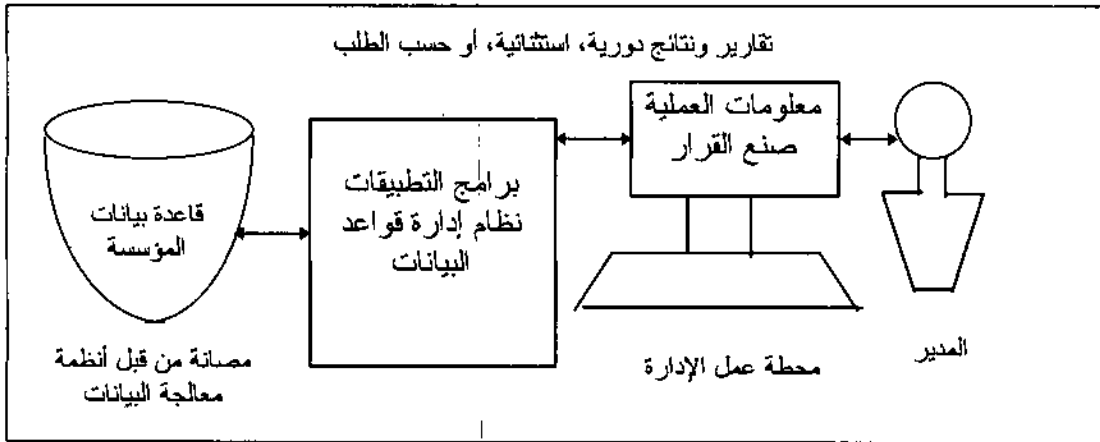 تقارير ونتائج دورية، استثنائية، أو حسب الطلب
معلومات العملية
صنع القرار
برامج التطبيقات
نظام إدارة قواعد
البيانات
قاعدة بيانات
المؤسسة
المدير
محطة عمل الإدارة
مصانة من قبل أنظمة
معالجة البيانات